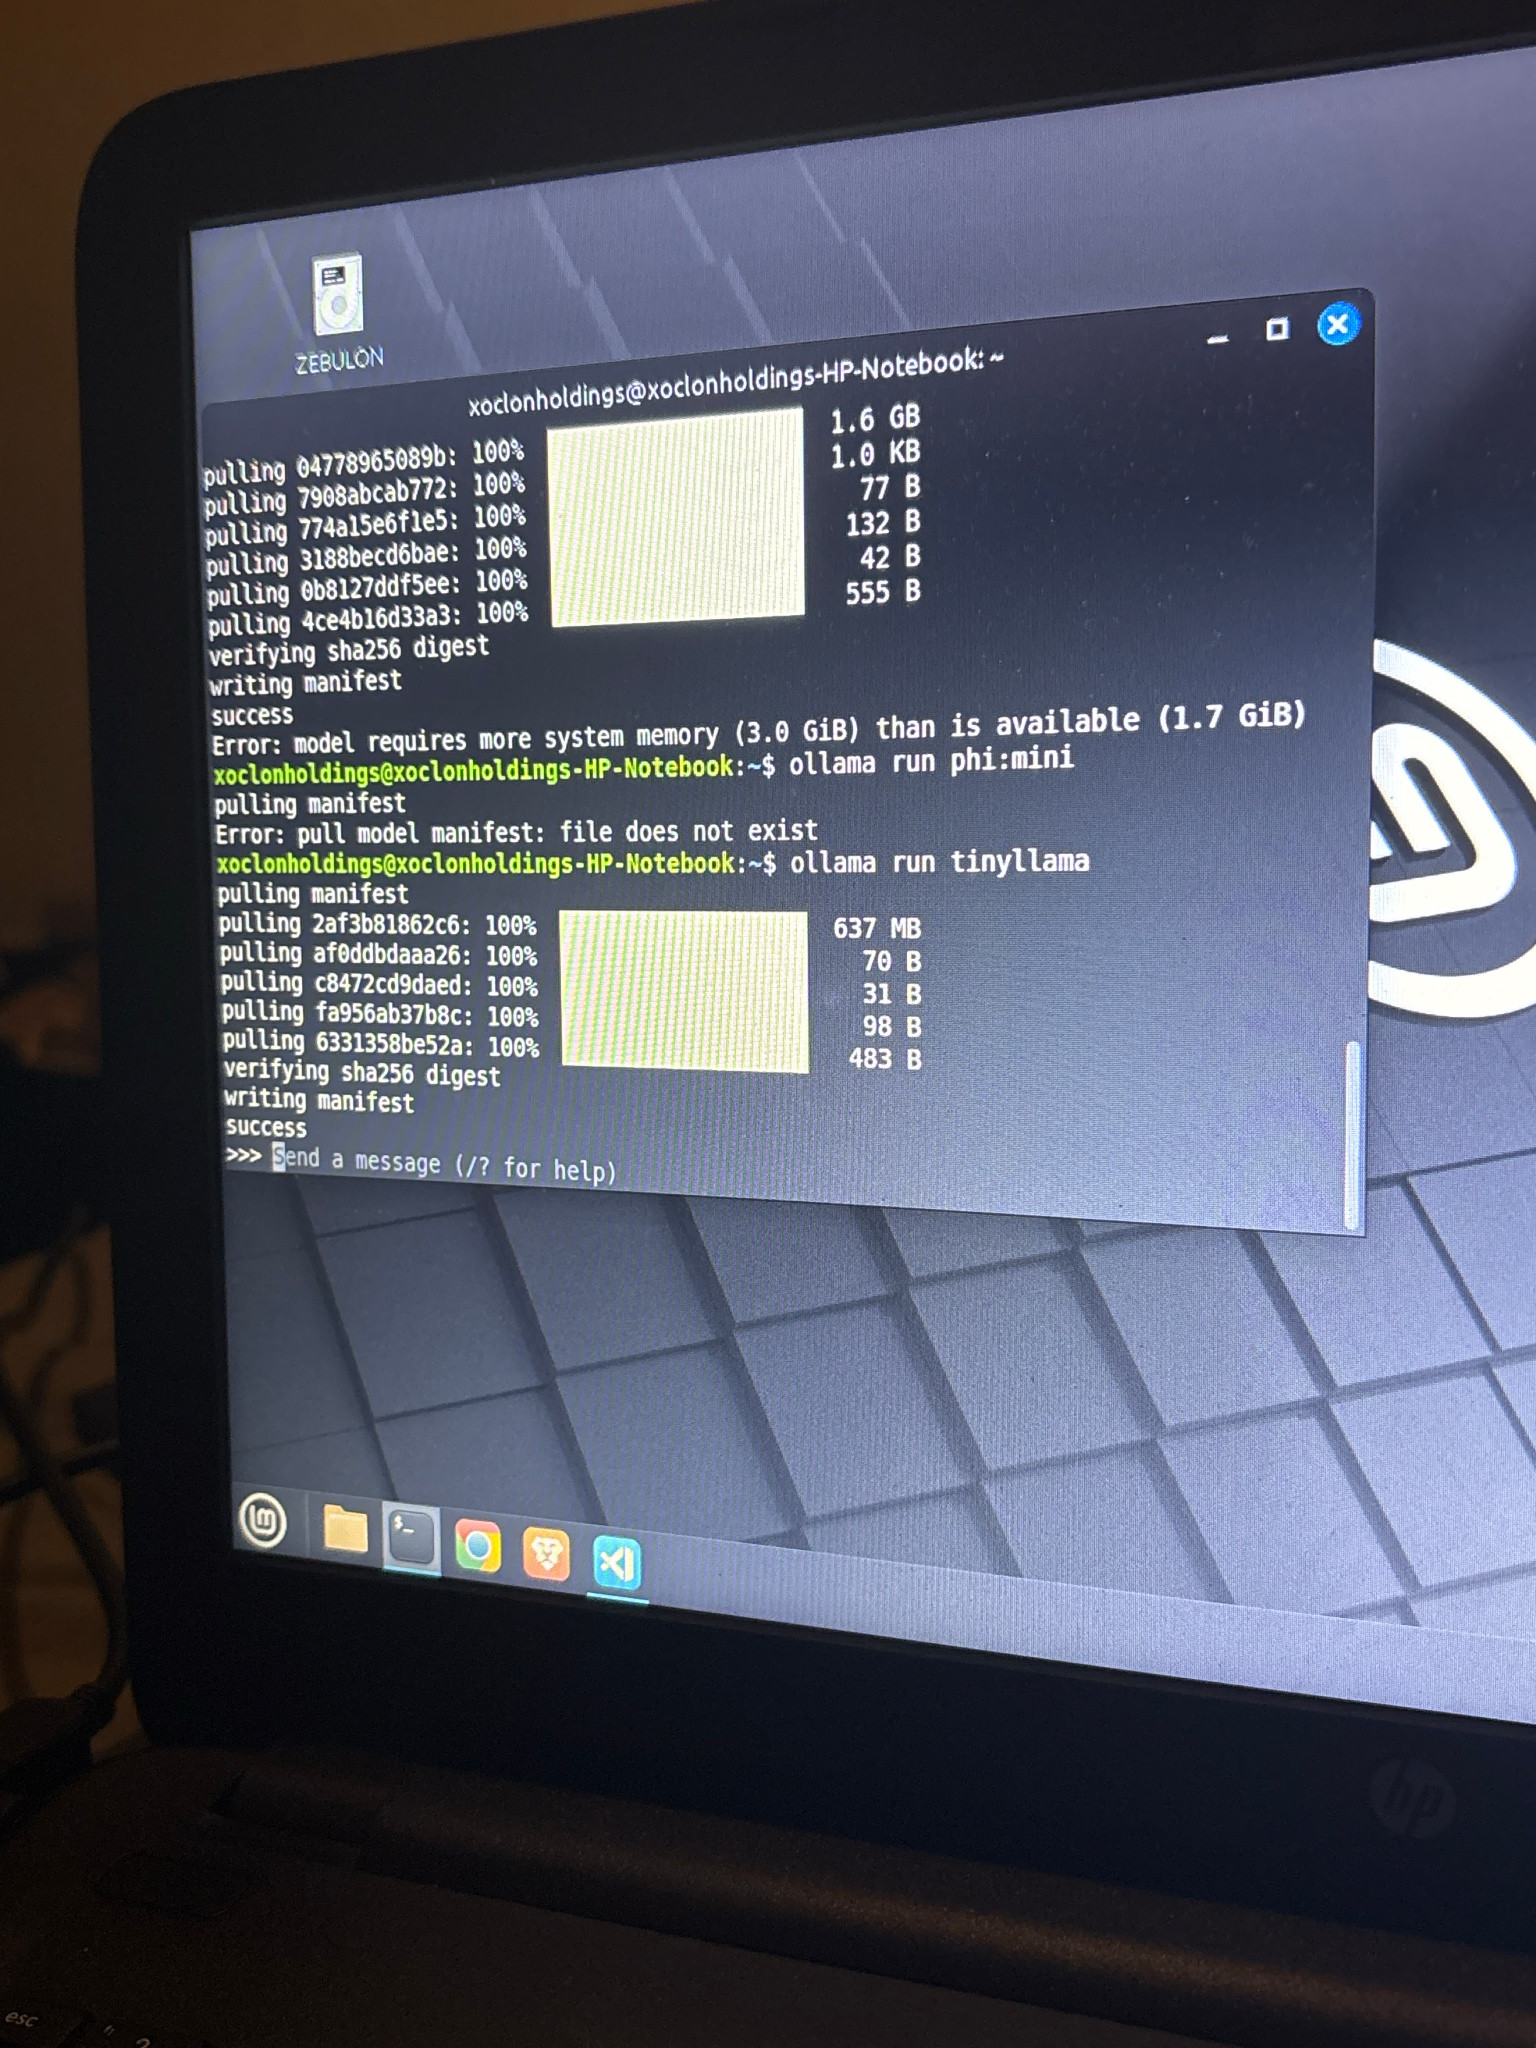 ZEBULON
xoclonholdings@xoclonholdings-HP-Notebook: ~
pulling 04778965089b: 100% 1.6 GB
pulling 7908abcab772: 100% 1.0 KB
pulling 774a15e6f1e5: 100% 77 B
pulling 3188becd6bae: 100% 132 B
pulling 0b8127ddf5ee: 100% 42 B
pulling 4ce4b16d33a3: 100% 555 B
verifying sha256 digest
writing manifest
success
Error: model requires more system memory (3.0 GiB) than is available (1.7 GiB)
xoclonholdings@xoclonholdings-HP-Notebook:~$ ollama run phi:mini
pulling manifest
Error: pull model manifest: file does not exist
xoclonholdings@xoclonholdings-HP-Notebook:~$ ollama run tinyllama
pulling manifest
pulling 2af3b81862c6: 100% 637 MB
pulling af0ddbdaaa26: 100% 70 B
pulling c8472cd9daed: 100% 31 B
pulling fa956ab37b8c: 100% 98 B
pulling 6331358be52a: 100% 483 B
verifying sha256 digest
writing manifest
success
>>> Send a message (/? for help)
$_
hp
esc
" 2